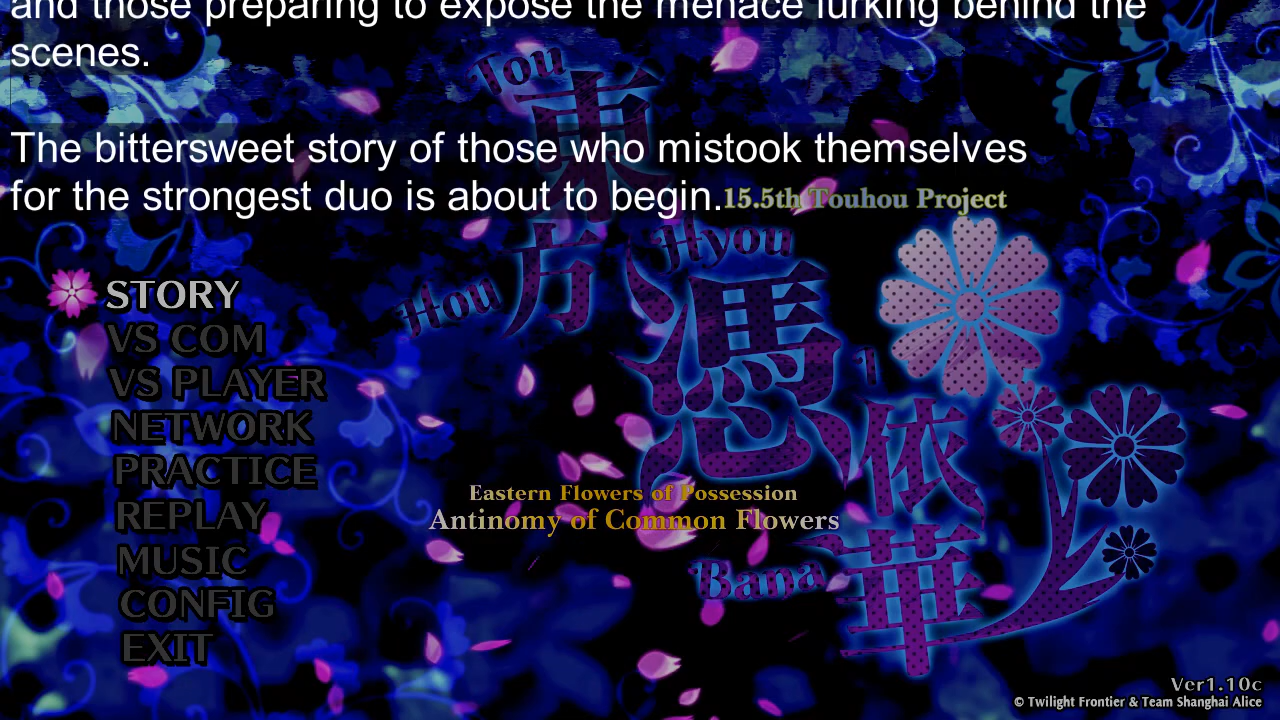 and those preparing to expose the menace lurking behind the
scenes.
The bittersweet story of those who mistook themselves
for the strongest duo is about to begin.
15.5th Touhou Project
Tou
東
Hou
方
Hyou
憑
I
依
Bana
華
Eastern Flowers of Possession
Antinomy of Common Flowers
STORY
VS COM
VS PLAYER
NETWORK
PRACTICE
REPLAY
MUSIC
CONFIG
EXIT
Ver1.10c
© Twilight Frontier & Team Shanghai Alice